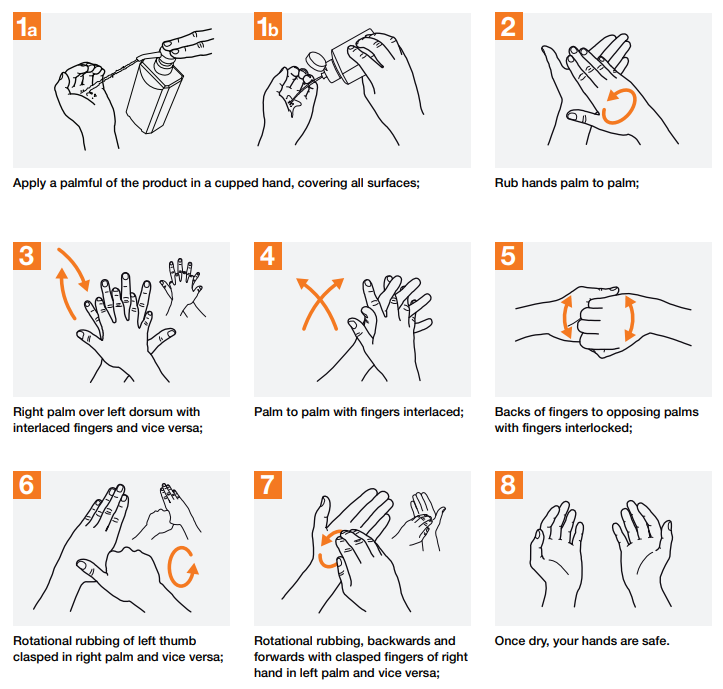 1a
1b
Apply a palmful of the product in a cupped hand, covering all surfaces;
2
Rub hands palm to palm;
3
Right palm over left dorsum with
interlaced fingers and vice versa;
4
Palm to palm with fingers interlaced;
5
Backs of fingers to opposing palms
with fingers interlocked;
6
Rotational rubbing of left thumb
clasped in right palm and vice versa;
7
Rotational rubbing, backwards and
forwards with clasped fingers of right
hand in left palm and vice versa;
8
Once dry, your hands are safe.